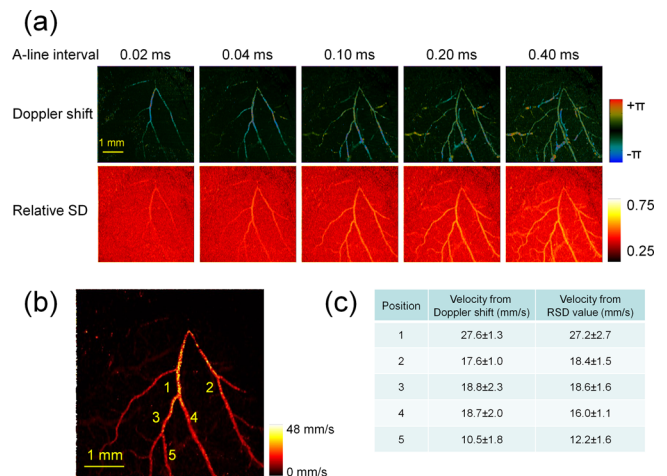 (a)
A-line interval 0.02 ms 0.04 ms 0.10 ms 0.20 ms 0.40 ms
Doppler shift
1 mm
+π
-π
Relative SD
0.75
0.25
(b)
1
2
3
4
5
1 mm
48 mm/s
0 mm/s
(c)
Position Velocity from Doppler shift (mm/s) Velocity from RSD value (mm/s)
1 27.6±1.3 27.2±2.7
2 17.6±1.0 18.4±1.5
3 18.8±2.3 18.6±1.6
4 18.7±2.0 16.0±1.1
5 10.5±1.8 12.2±1.6